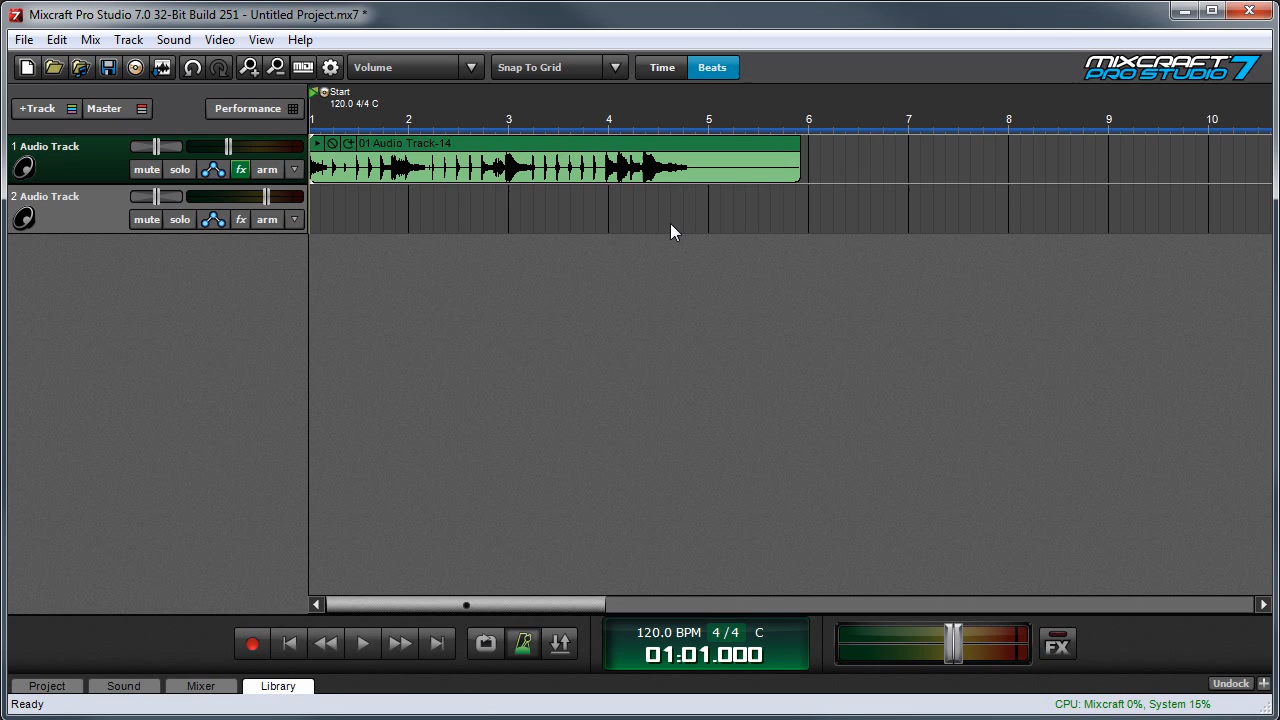 Mixcraft Pro Studio 7.0 32-Bit Build 251 - Untitled Project.mx7 *
File Edit Mix Track Sound Video View Help
Volume Snap To Grid Time Beats MIXCRAFT PRO STUDIO 7
+Track Master Performance
Start
120.0 4/4 C
1 2 3 4 5 6 7 8 9 10
1 Audio Track
01 Audio Track-14
mute solo fx arm
2 Audio Track
mute solo fx arm
120.0 BPM 4 / 4 C
01:01.000
FX
Project Sound Mixer Library Undock
Ready CPU: Mixcraft 0%, System 15%